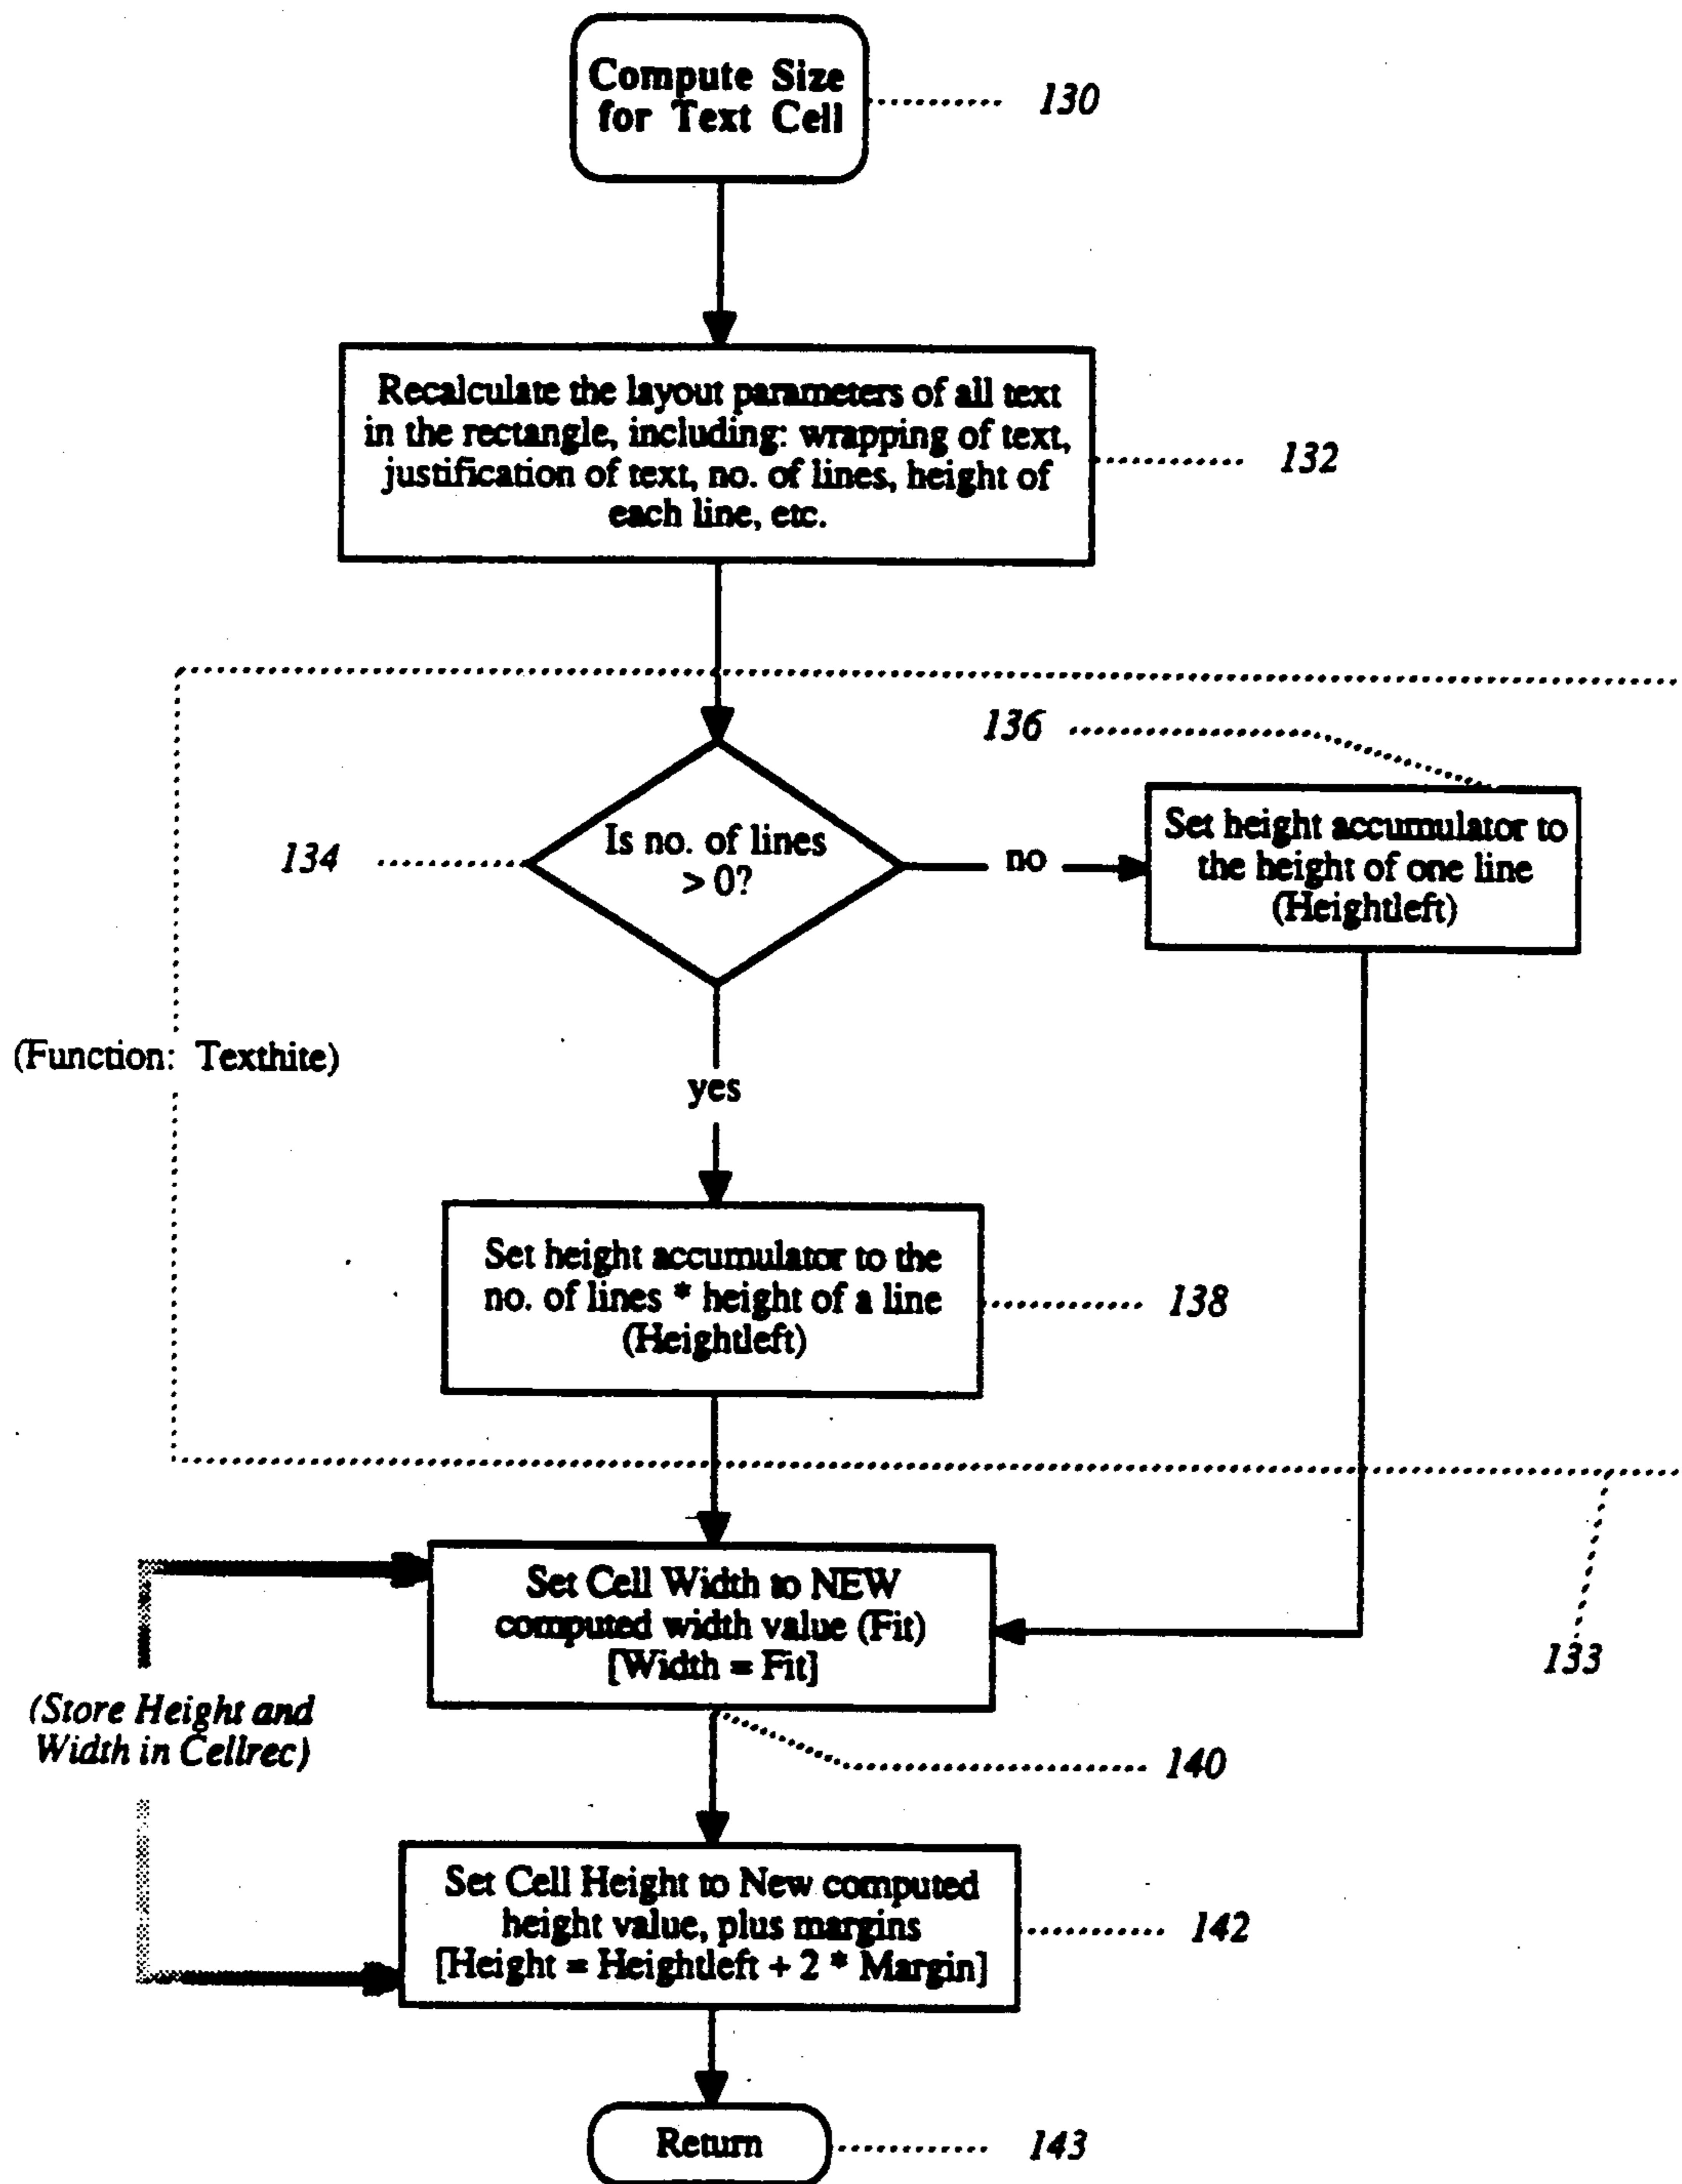 Compute Size
for Text Cell
130
Recalculate the layout parameters of all text
in the rectangle, including: wrapping of text,
justification of text, no. of lines, height of
each line, etc.
132
136
Set height accumulator to
the height of one line
(Heightleft)
134
Is no. of lines
> 0?
no
(Function: Texthite)
yes
Set height accumulator to the
no. of lines * height of a line
(Heightleft)
138
Set Cell Width to NEW
computed width value (Fit)
[Width = Fit]
133
(Store Height and
Width in Cellrec)
140
Set Cell Height to New computed
height value, plus margins
[Height = Heightleft + 2 * Margin]
142
Return
143